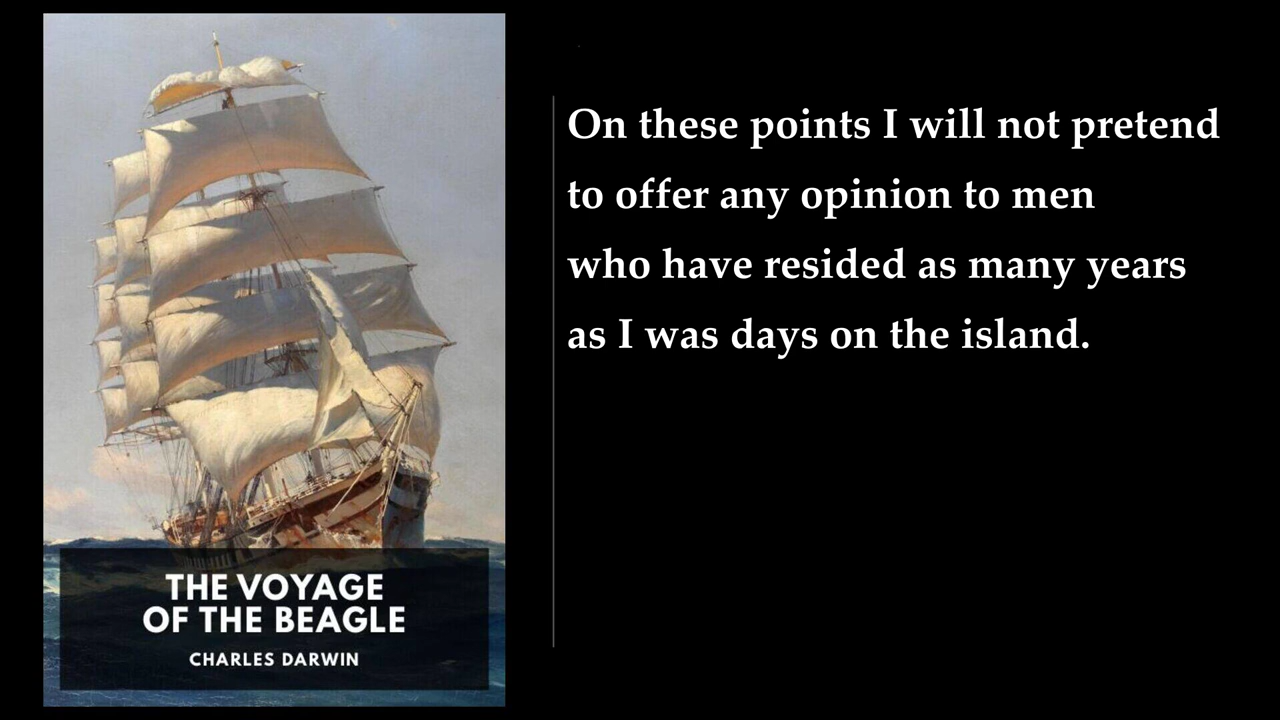 THE VOYAGE
OF THE BEAGLE
CHARLES DARWIN
On these points I will not pretend
to offer any opinion to men
who have resided as many years
as I was days on the island.